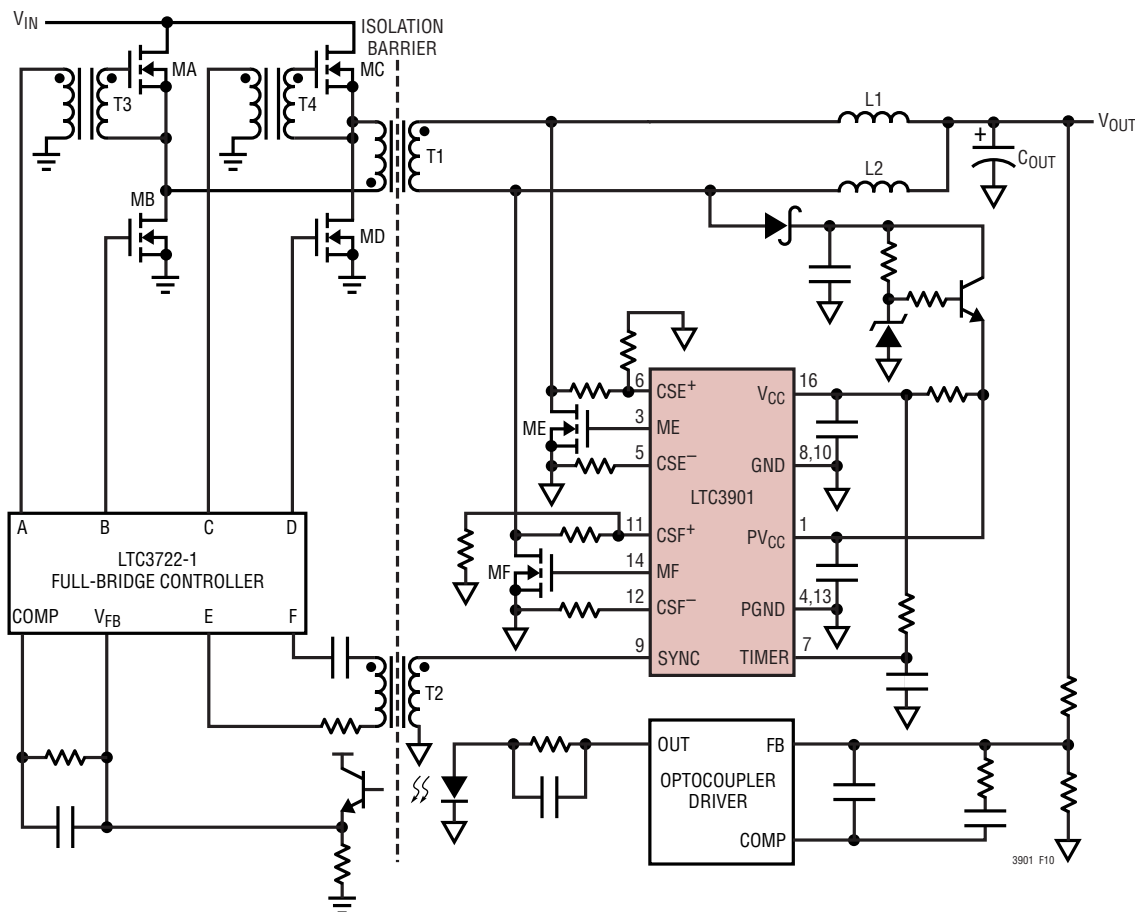 VIN
ISOLATION
BARRIER
MA
MC
T3
T4
L1
VOUT
+
COUT
T1
L2
MB
MD
6 CSE+
VCC 16
ME
3 ME
5 CSE–
GND 8,10
LTC3901
11 CSF+
PVCC 1
MF
14 MF
12 CSF–
PGND 4,13
9 SYNC
TIMER 7
A B C D
LTC3722-1
FULL-BRIDGE CONTROLLER
COMP VFB E F
T2
OUT FB
OPTOCOUPLER
DRIVER
COMP
3901 F10